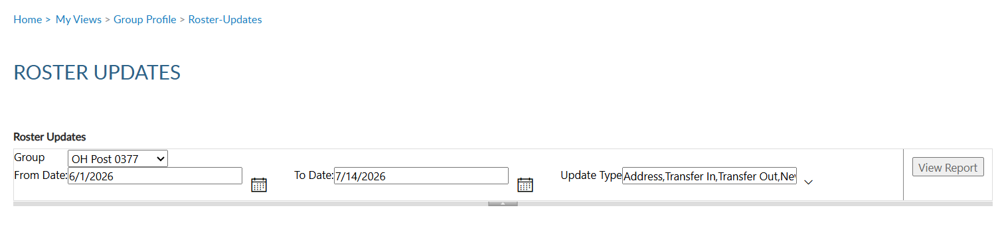 Home > My Views > Group Profile > Roster-Updates
ROSTER UPDATES
Roster Updates
Group OH Post 0377
From Date: 6/1/2026 To Date: 7/14/2026 Update Type Address,Transfer In,Transfer Out,Ne
View Report